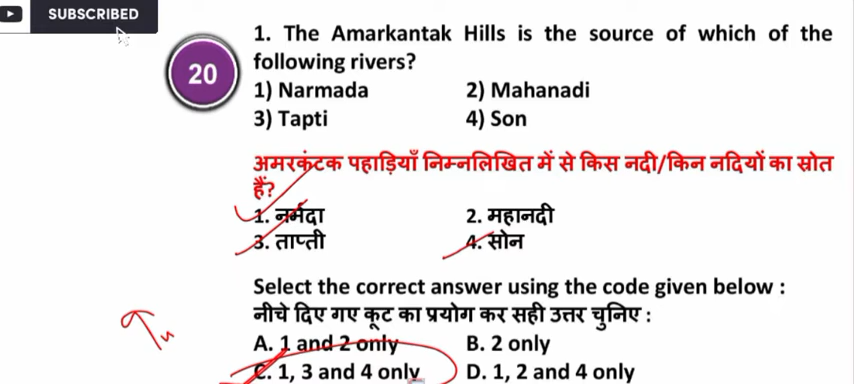 SUBSCRIBED
20
1. The Amarkantak Hills is the source of which of the
following rivers?
1) Narmada 2) Mahanadi
3) Tapti 4) Son
अमरकंटक पहाड़ियाँ निम्नलिखित में से किस नदी/किन नदियों का स्रोत
हैं?
1. नर्मदा 2. महानदी
3. ताप्ती 4. सोन
Select the correct answer using the code given below :
नीचे दिए गए कूट का प्रयोग कर सही उत्तर चुनिए :
A. 1 and 2 only B. 2 only
C. 1, 3 and 4 only D. 1, 2 and 4 only